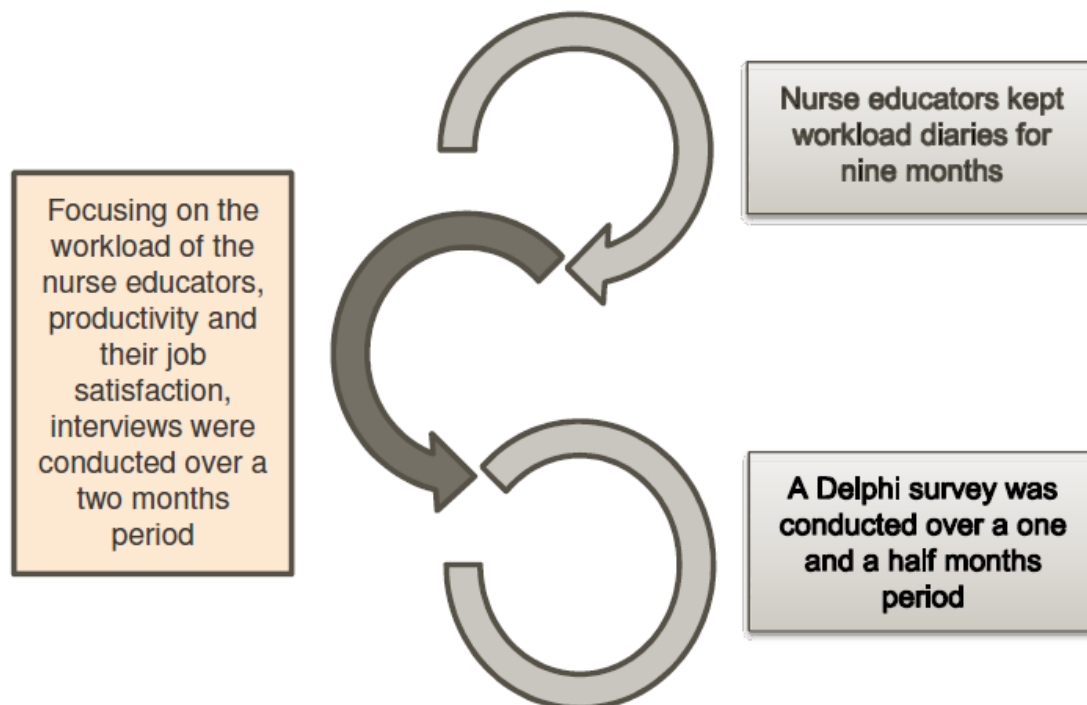 Nurse educators kept
workload diaries for
nine months
Focusing on the
workload of the
nurse educators,
productivity and
their job
satisfaction,
interviews were
conducted over a
two months
period
A Delphi survey was
conducted over a one
and a half months
period